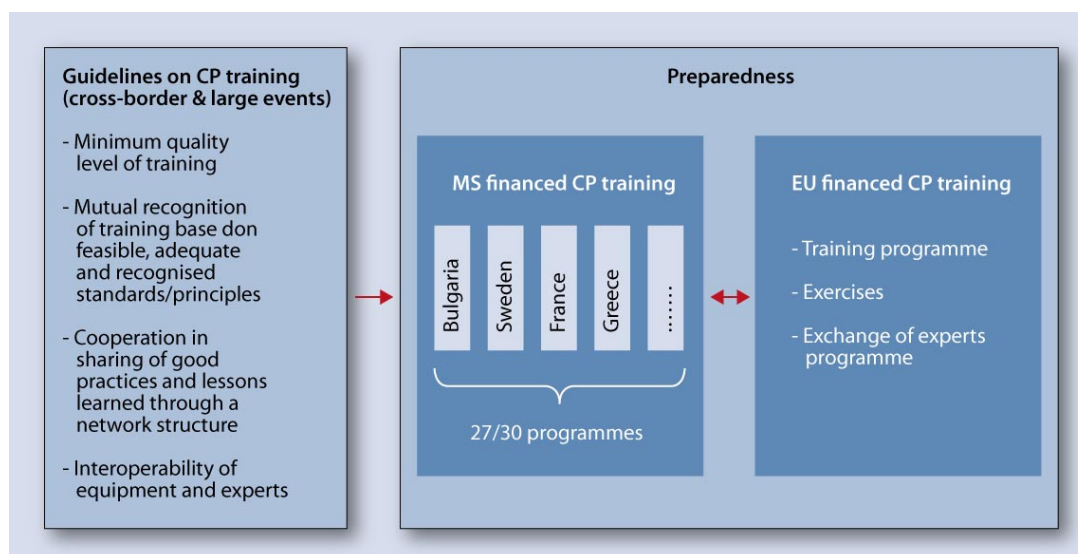 Guidelines on CP training
(cross-border & large events)
- Minimum quality
level of training
- Mutual recognition
of training base don
feasible, adequate
and recognised
standards/principles
- Cooperation in
sharing of good
practices and lessons
learned through a
network structure
- Interoperability of
equipment and experts
Preparedness
MS financed CP training
Bulgaria
Sweden
France
Greece
......
27/30 programmes
EU financed CP training
- Training programme
- Exercises
- Exchange of experts
programme